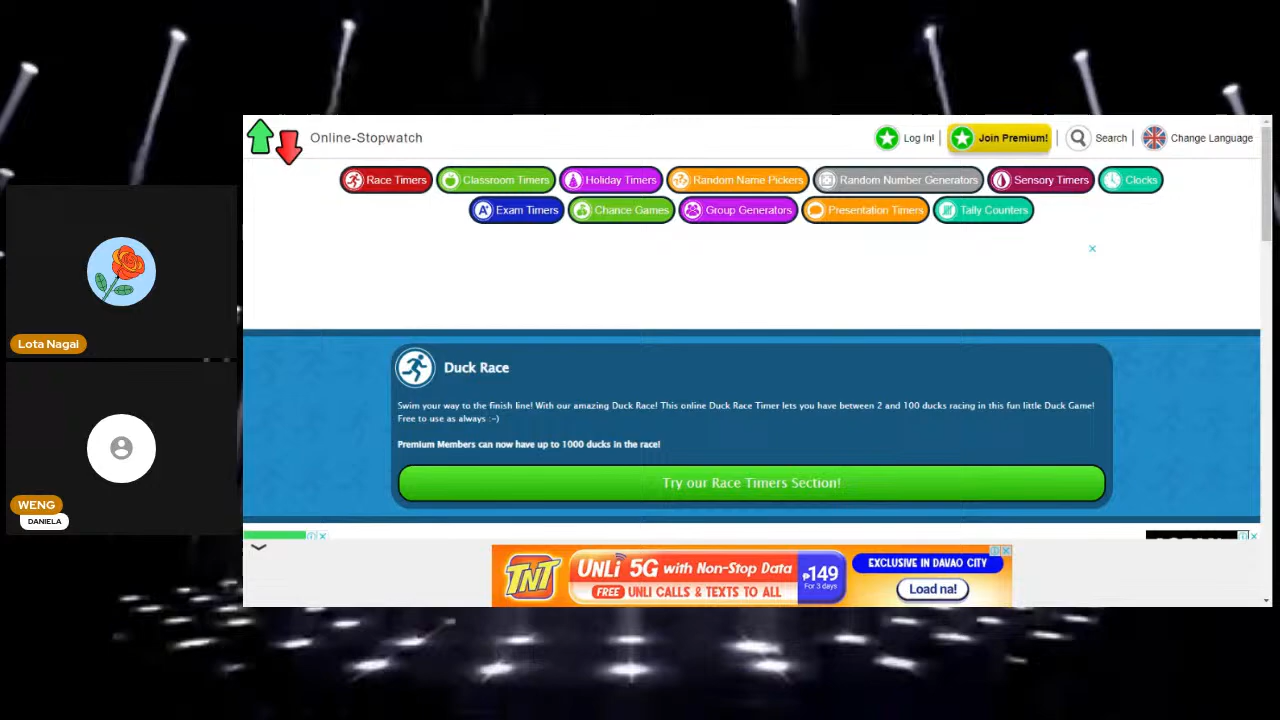 Online-Stopwatch
Log In! | Join Premium! | Search | Change Language
Race Timers Classroom Timers Holiday Timers Random Name Pickers Random Number Generators Sensory Timers Clocks
Exam Timers Chance Games Group Generators Presentation Timers Tally Counters
Duck Race
Swim your way to the finish line! With our amazing Duck Race! This online Duck Race Timer lets you have between 2 and 100 ducks racing in this fun little Duck Game!
Free to use as always :-)
Premium Members can now have up to 1000 ducks in the race!
Try our Race Timers Section!
TNT
UNLi 5G with Non-Stop Data
FREE UNLI CALLS & TEXTS TO ALL
₱149
For 3 days
EXCLUSIVE IN DAVAO CITY
Load na!
Lota Nagai
WENG
DANIELA